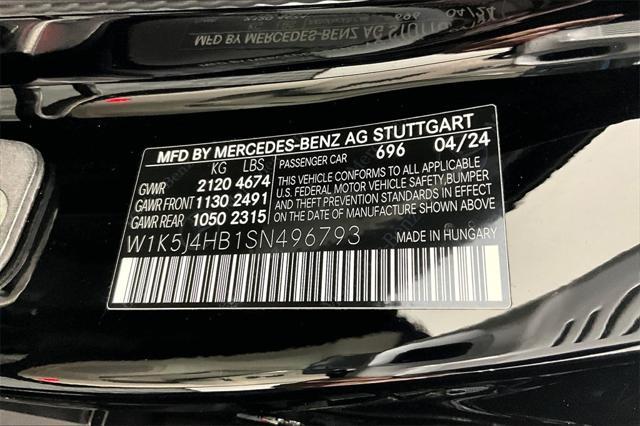 MFD BY MERCEDES-BENZ AG STUTTGART
KG LBS
GVWR 2120 4674
GAWR FRONT 1130 2491
GAWR REAR 1050 2315
PASSENGER CAR 696 04/24
THIS VEHICLE CONFORMS TO ALL APPLICABLE
U.S. FEDERAL MOTOR VEHICLE SAFETY, BUMPER
AND THEFT PREVENTION STANDARDS IN EFFECT
ON THE DATE OF MANUFACTURE SHOWN ABOVE.
W1K5J4HB1SN496793 MADE IN HUNGARY